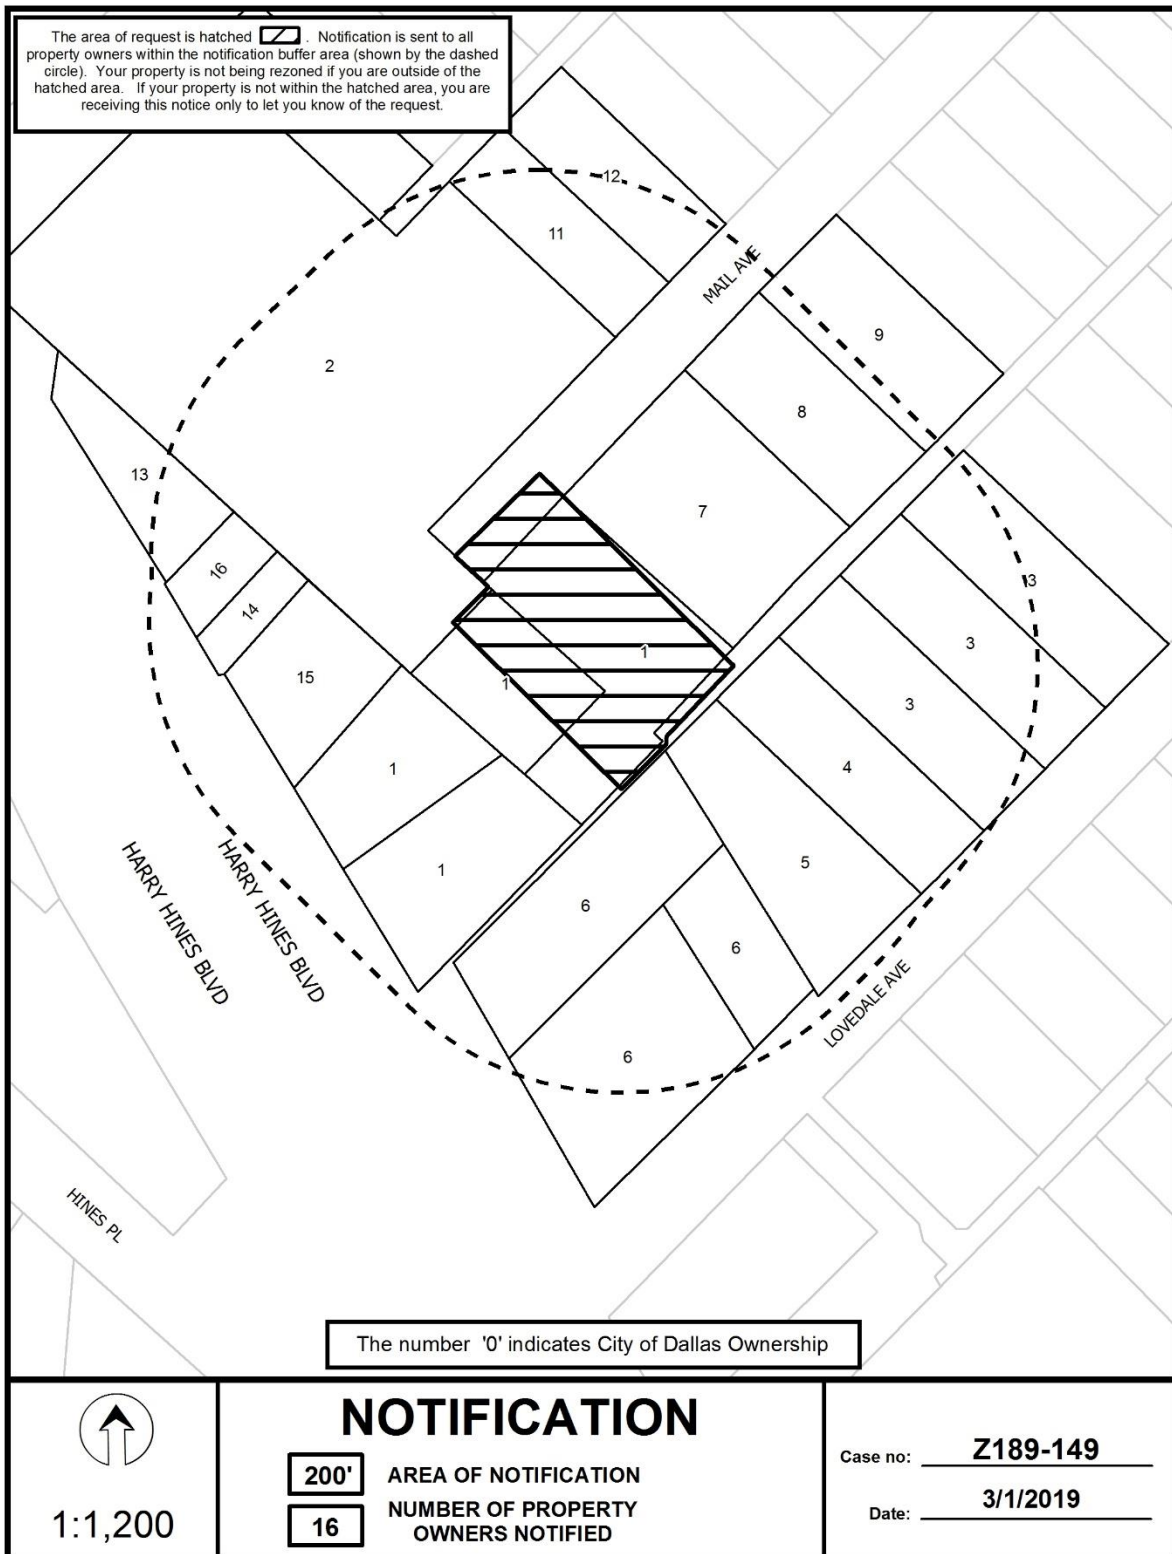 The area of request is hatched . Notification is sent to all
property owners within the notification buffer area (shown by the dashed
circle). Your property is not being rezoned if you are outside of the
hatched area. If your property is not within the hatched area, you are
receiving this notice only to let you know of the request.
12
11
MAIL AVE
9
2
8
13
7
16
3
14
1
3
15
1
3
1
4
HARRY HINES BLVD
HARRY HINES BLVD
1
5
6
6
LOVEDALE AVE
6
HINES PL
The number '0' indicates City of Dallas Ownership
1:1,200
NOTIFICATION
200' AREA OF NOTIFICATION
16 NUMBER OF PROPERTY
OWNERS NOTIFIED
Case no: Z189-149
Date: 3/1/2019